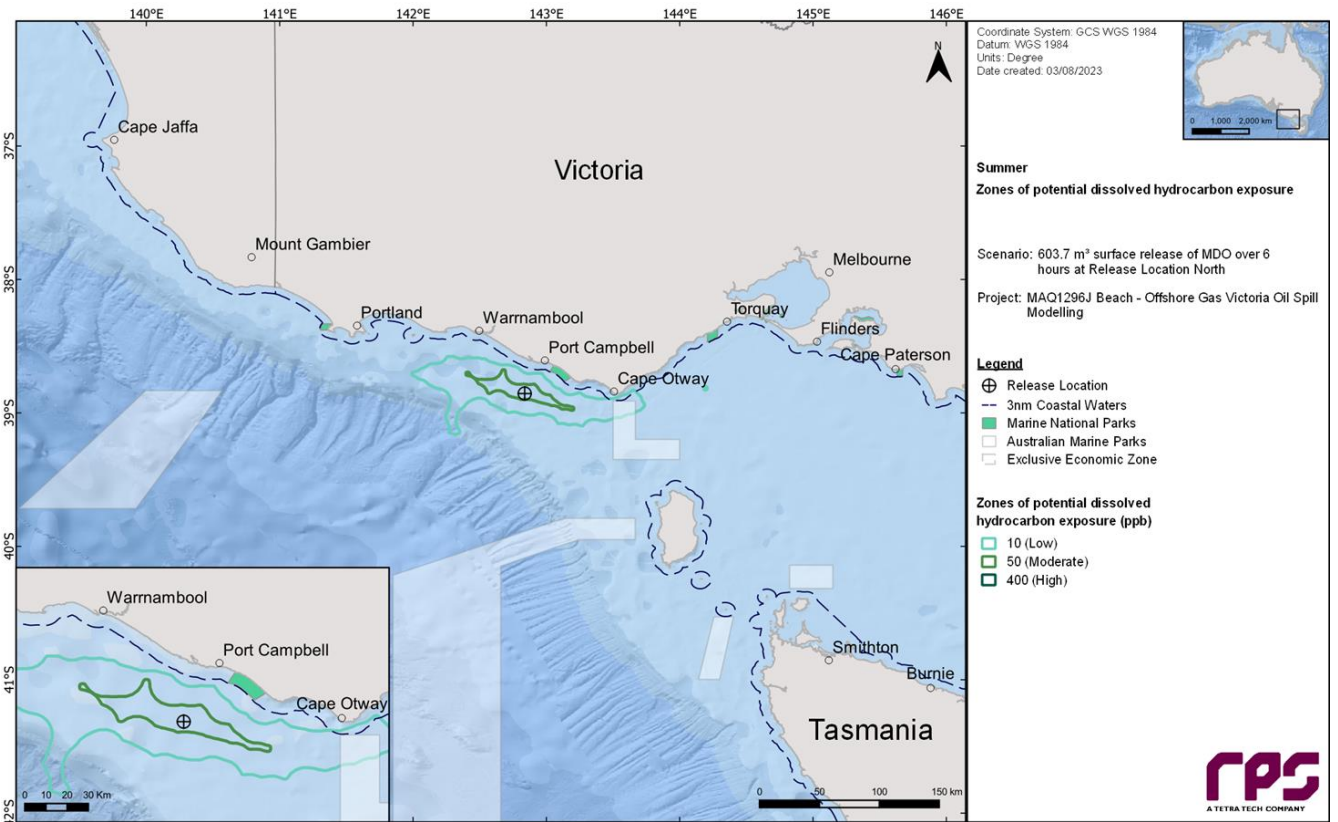 140°E
141°E
142°E
143°E
144°E
145°E
146°E
37°S
38°S
39°S
40°S
41°S
42°S
N
Cape Jaffa
Victoria
Mount Gambier
Melbourne
Portland
Warrnambool
Torquay
Flinders
Port Campbell
Cape Paterson
Cape Otway
Smithton
Burnie
Tasmania
0 50 100 150 km
Warrnambool
Port Campbell
Cape Otway
0 10 20 30 Km
Coordinate System: GCS WGS 1984
Datum: WGS 1984
Units: Degree
Date created: 03/08/2023
0 1,000 2,000 km
Summer
Zones of potential dissolved hydrocarbon exposure
Scenario: 603.7 m³ surface release of MDO over 6
hours at Release Location North
Project: MAQ1296J Beach - Offshore Gas Victoria Oil Spill
Modelling
Legend
Release Location
3nm Coastal Waters
Marine National Parks
Australian Marine Parks
Exclusive Economic Zone
Zones of potential dissolved
hydrocarbon exposure (ppb)
10 (Low)
50 (Moderate)
400 (High)
rps
A TETRA TECH COMPANY